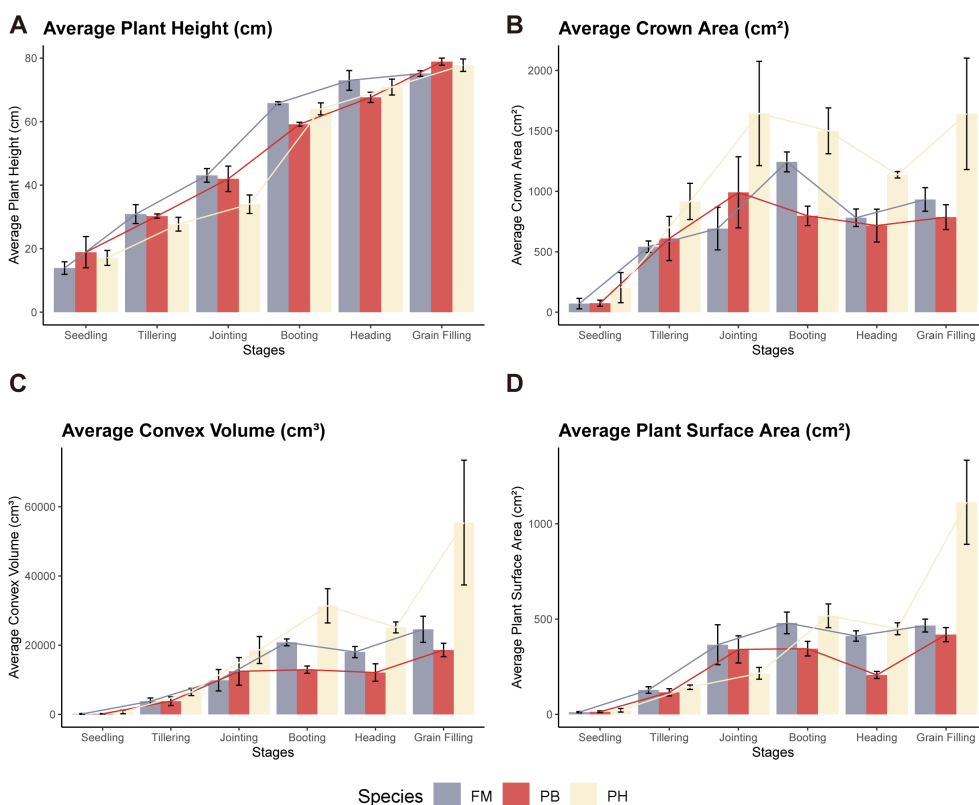 A
Average Plant Height (cm)
Average Plant Height (cm)
80
60
40
20
0
Seedling Tillering Jointing Booting Heading Grain Filling
Stages
B
Average Crown Area (cm²)
Average Crown Area (cm²)
2000
1500
1000
500
0
Seedling Tillering Jointing Booting Heading Grain Filling
Stages
C
Average Convex Volume (cm³)
Average Convex Volume (cm³)
60000
40000
20000
0
Seedling Tillering Jointing Booting Heading Grain Filling
Stages
D
Average Plant Surface Area (cm²)
Average Plant Surface Area (cm²)
1000
500
0
Seedling Tillering Jointing Booting Heading Grain Filling
Stages
Species FM PB PH